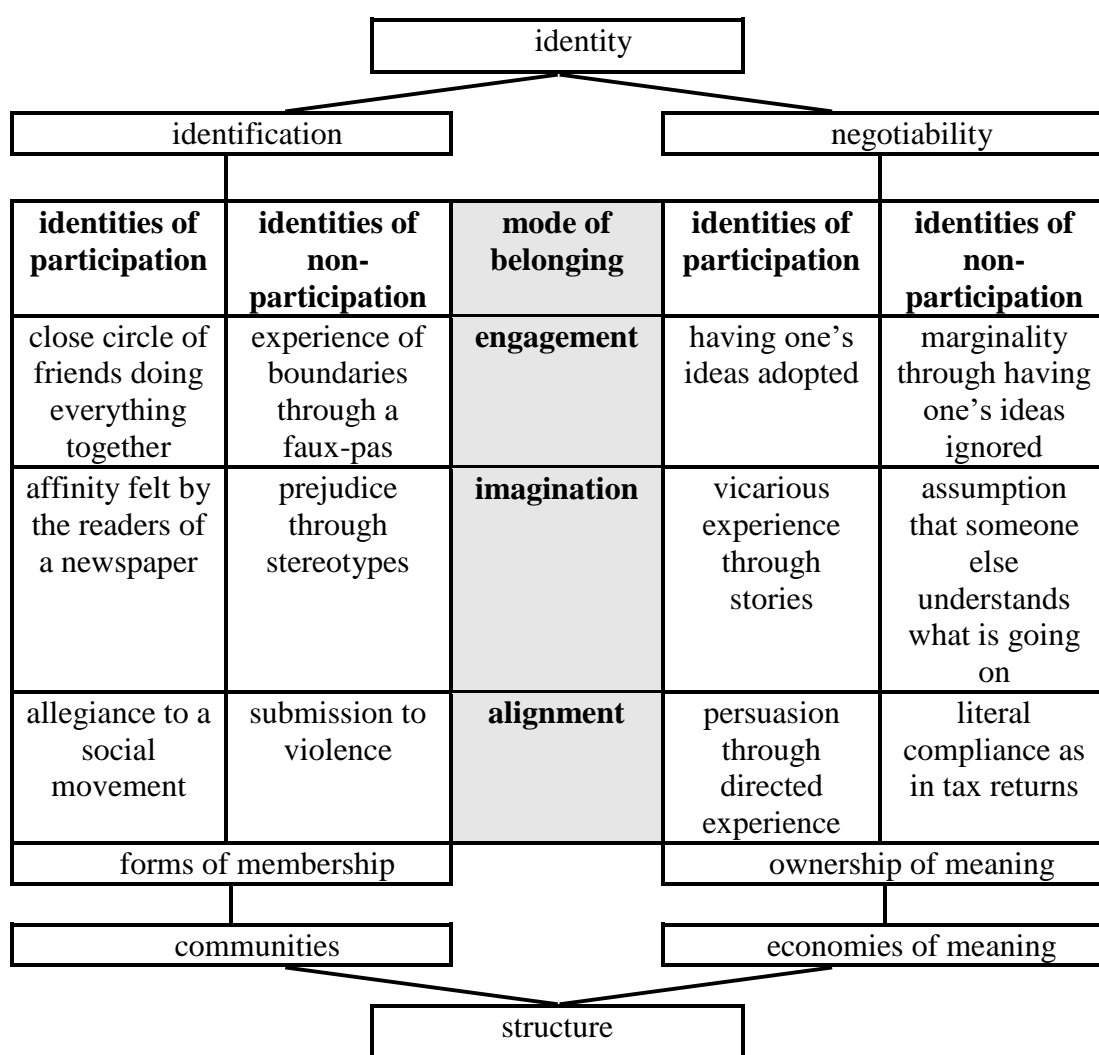 identity
identification
negotiability
identities of
participation
identities of
non-
participation
mode of
belonging
identities of
participation
identities of
non-
participation
close circle of
friends doing
everything
together
experience of
boundaries
through a
faux-pas
engagement
having one’s
ideas adopted
marginality
through having
one’s ideas
ignored
affinity felt by
the readers of
a newspaper
prejudice
through
stereotypes
imagination
vicarious
experience
through
stories
assumption
that someone
else
understands
what is going
on
allegiance to a
social
movement
submission to
violence
alignment
persuasion
through
directed
experience
literal
compliance as
in tax returns
forms of membership
ownership of meaning
communities
economies of meaning
structure